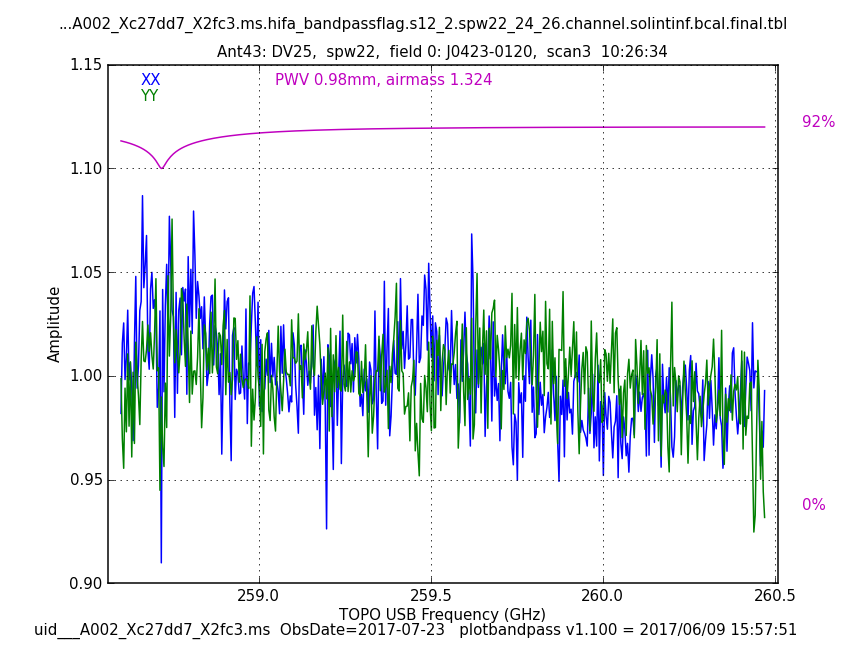 ...A002_Xc27dd7_X2fc3.ms.hifa_bandpassflag.s12_2.spw22_24_26.channel.solintinf.bcal.final.tbl
Ant43: DV25,  spw22,  field 0: J0423-0120,  scan3  10:26:34
1.15
XX
PWV 0.98mm, airmass 1.324
YY
92%
1.10
1.05
Amplitude
1.00
0.95
0%
0.90
259.0
259.5
260.0
260.5
TOPO USB Frequency (GHz)
uid___A002_Xc27dd7_X2fc3.ms  ObsDate=2017-07-23   plotbandpass v1.100 = 2017/06/09 15:57:51